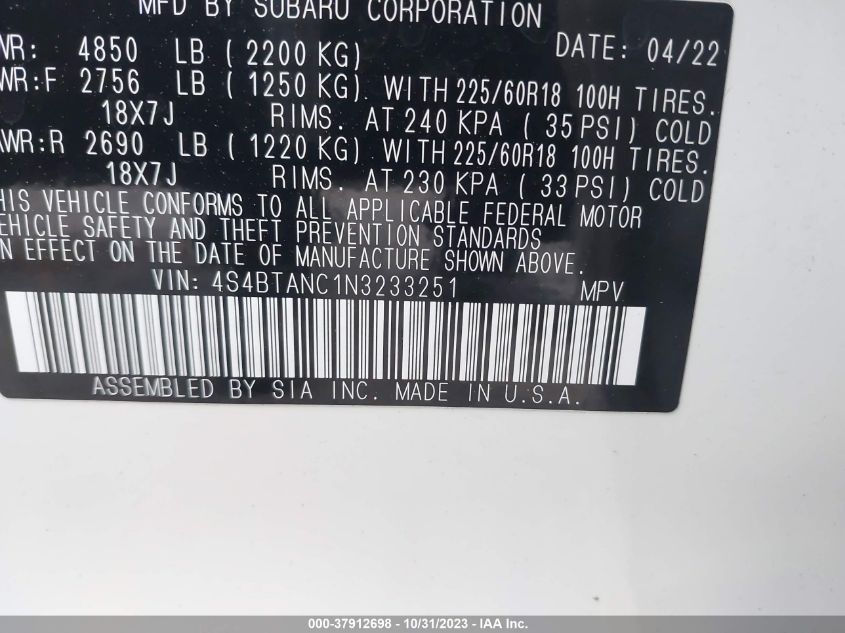 MFD BY SUBARU CORPORATION
WR: 4850 LB ( 2200 KG) DATE: 04/22
WR:F 2756 LB ( 1250 KG) WITH 225/60R18 100H TIRES.
18X7J RIMS. AT 240 KPA ( 35 PSI) COLD
AWR:R 2690 LB ( 1220 KG) WITH 225/60R18 100H TIRES.
18X7J RIMS. AT 230 KPA ( 33 PSI) COLD
HIS VEHICLE CONFORMS TO ALL APPLICABLE FEDERAL MOTOR
EHICLE SAFETY AND THEFT PREVENTION STANDARDS
N EFFECT ON THE DATE OF MANUFACTURE SHOWN ABOVE.
VIN: 4S4BTANC1N3233251 MPV
ASSEMBLED BY SIA INC. MADE IN U.S.A.
000-37912698 - 10/31/2023 - IAA Inc.